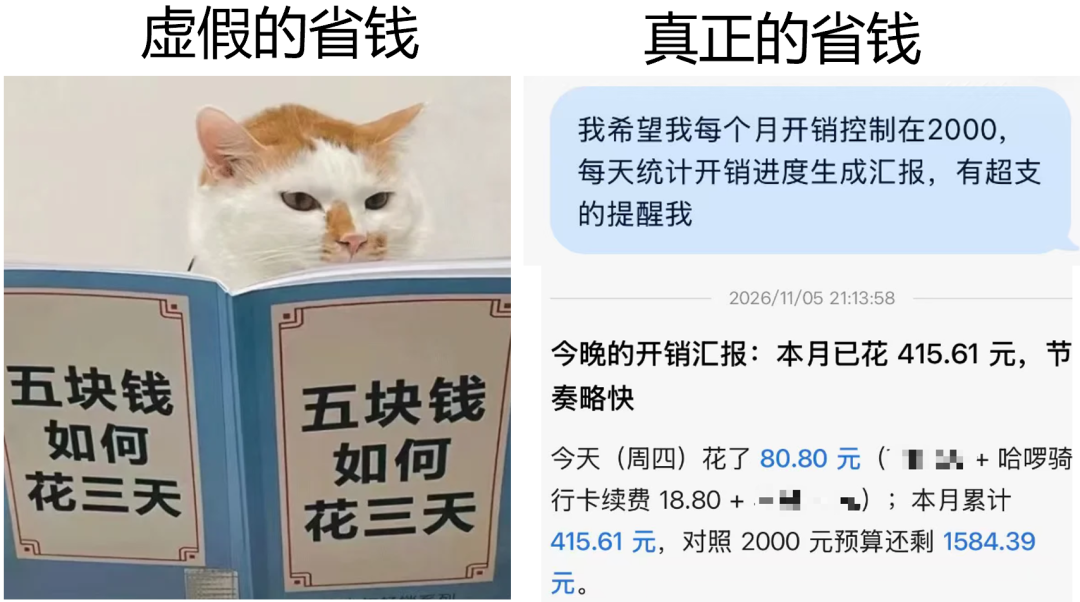 虚假的省钱
真正的省钱
五块钱
如何
花三天
五块钱
如何
花三天
我希望我每个月开销控制在2000，
每天统计开销进度生成汇报，有超支
的提醒我
2026/11/05 21:13:58
今晚的开销汇报：本月已花 415.61 元，节
奏略快
今天（周四）花了 80.80 元（ + 哈啰骑
行卡续费 18.80 + ）；本月累计
415.61 元，对照 2000 元预算还剩 1584.39
元。